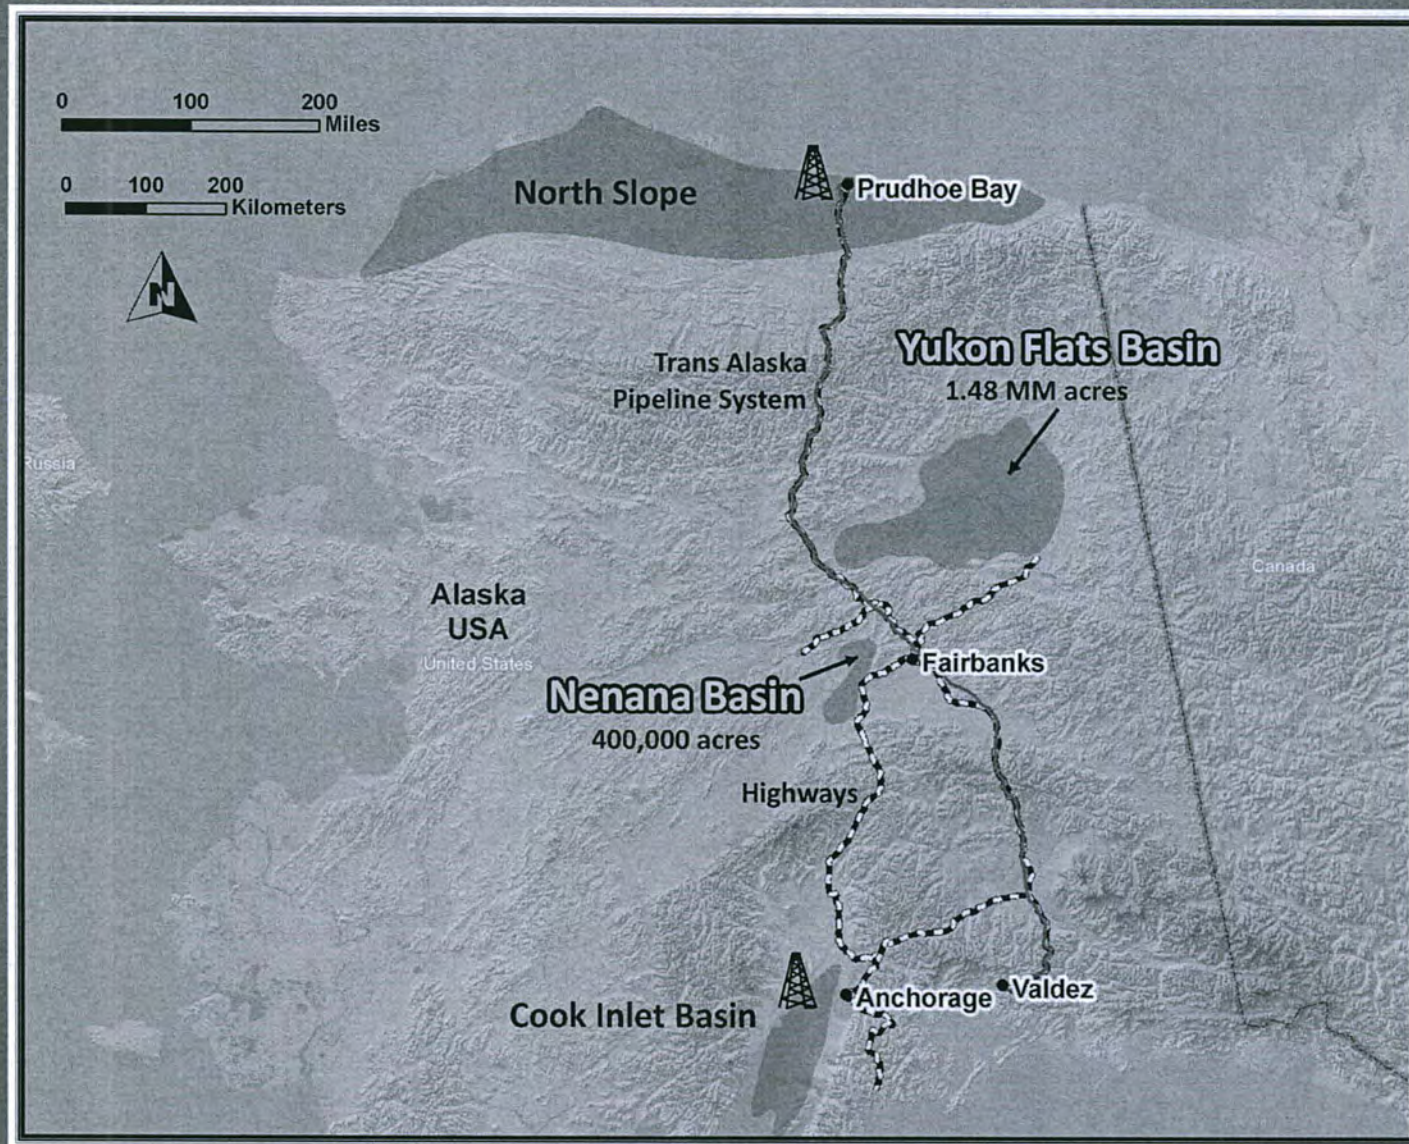 0 100 200
Miles
0 100 200
Kilometers
N
North Slope
Prudhoe Bay
Trans Alaska
Pipeline System
Yukon Flats Basin
1.48 MM acres
Russia
Canada
Alaska
USA
United States
Fairbanks
Nenana Basin
400,000 acres
Highways
Anchorage
Valdez
Cook Inlet Basin